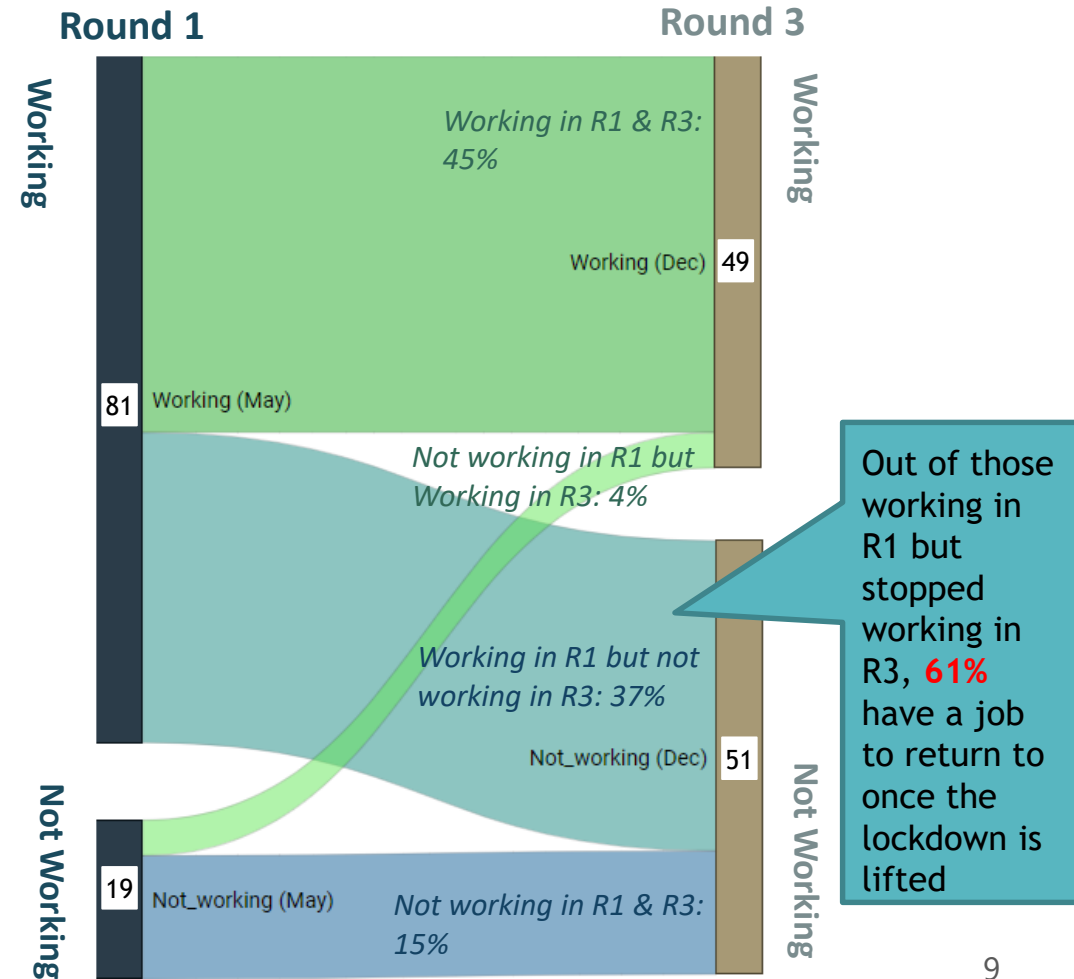 Round 1
Round 3
Working
Working
Working in R1 & R3:
45%
Working (Dec)
49
81
Working (May)
Not working in R1 but
Working in R3: 4%
Out of those
working in
R1 but
stopped
working in
R3, 61%
have a job
to return to
once the
lockdown is
lifted
Working in R1 but not
working in R3: 37%
Not_working (Dec)
51
Not Working
Not Working
19
Not_working (May)
Not working in R1 & R3:
15%
9